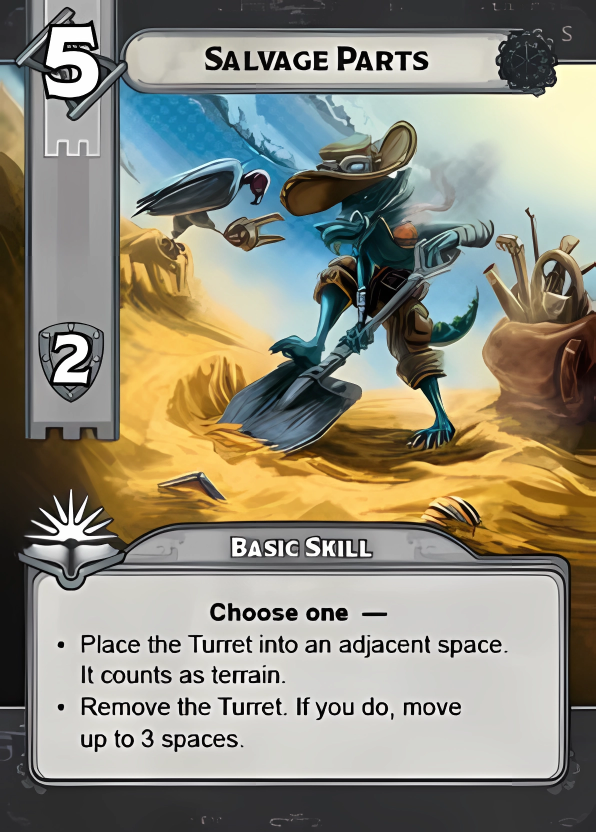 5
SALVAGE PARTS
S
2
BASIC SKILL
Choose one —
• Place the Turret into an adjacent space.
It counts as terrain.
• Remove the Turret. If you do, move
up to 3 spaces.